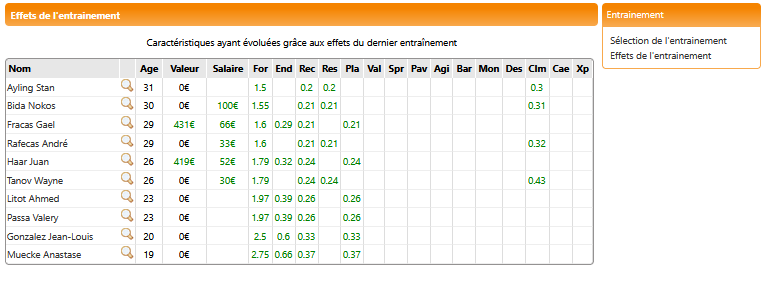 Effets de l'entrainement
Caractéristiques ayant évoluées grâce aux effets du dernier entraînement
Nom Age Valeur Salaire For End Rec Res Pla Val Spr Pav Agi Bar Mon Des Clm Cae Xp
Ayling Stan 31 0€ 1.5 0.2 0.2 0.3
Bida Nokos 30 0€ 100€ 1.55 0.21 0.21 0.31
Fracas Gael 29 431€ 66€ 1.6 0.29 0.21 0.21
Rafecas André 29 0€ 33€ 1.6 0.21 0.21 0.32
Haar Juan 26 419€ 52€ 1.79 0.32 0.24 0.24
Tanov Wayne 26 0€ 30€ 1.79 0.24 0.24 0.43
Litot Ahmed 23 0€ 1.97 0.39 0.26 0.26
Passa Valery 23 0€ 1.97 0.39 0.26 0.26
Gonzalez Jean-Louis 20 0€ 2.5 0.6 0.33 0.33
Muecke Anastase 19 0€ 2.75 0.66 0.37 0.37
Entrainement
Sélection de l'entrainement
Effets de l'entrainement